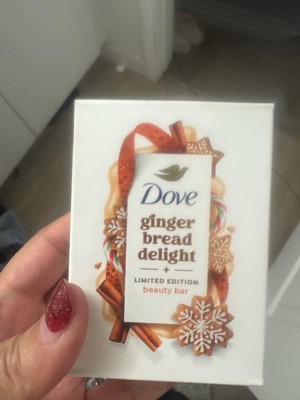 Dove
ginger
bread
delight
+
LIMITED EDITION
beauty bar